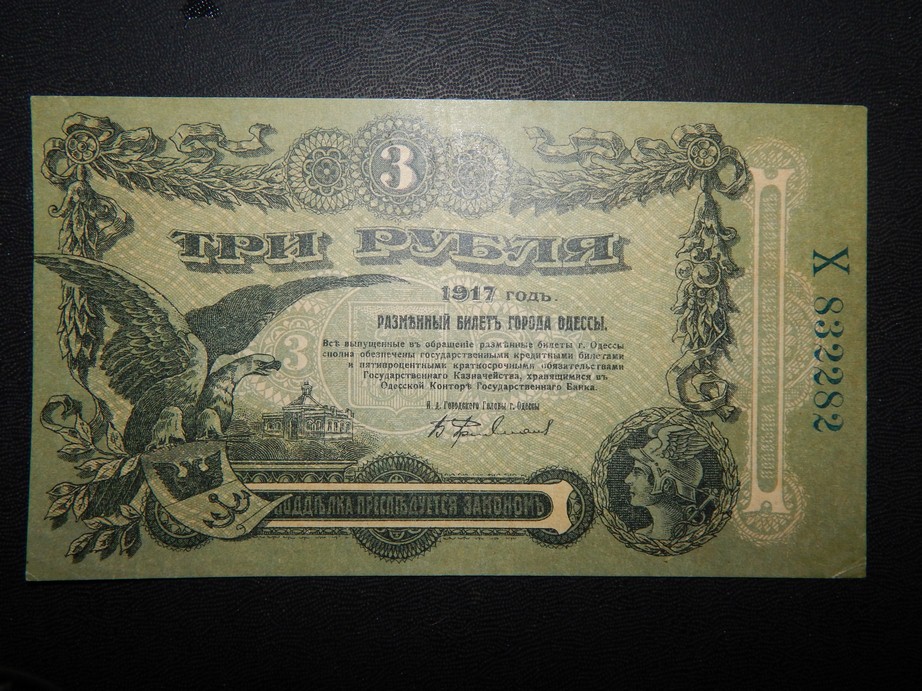 3
ТРИ РУБЛЯ
1917 ГОДЪ.
РАЗМѢННЫЙ БИЛЕТЪ ГОРОДА ОДЕССЫ.
Всѣ выпущенные въ обращеніе размѣнные билеты г. Одессы
сполна обезпечены государственными кредитными билетами
и пятипроцентными краткосрочными обязательствами
Государственнаго Казначейства, хранящимися въ
Одесской Конторѣ Государственнаго Банка.
И. д. Городского Головы г. Одессы
3
ПОДДѢЛКА ПРЕСЛѢДУЕТСЯ ЗАКОНОМЪ
X 832282